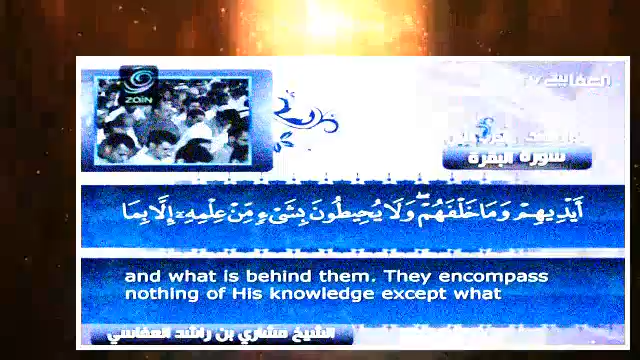 zain
العفاسي TV
سورة البقرة
أَيْدِيهِمْ وَمَا خَلْفَهُمْ ۖ وَلَا يُحِيطُونَ بِشَىْءٍ مِّنْ عِلْمِهِۦٓ إِلَّا بِمَا
and what is behind them. They encompass
nothing of His knowledge except what
الشيخ مشاري بن راشد العفاسي